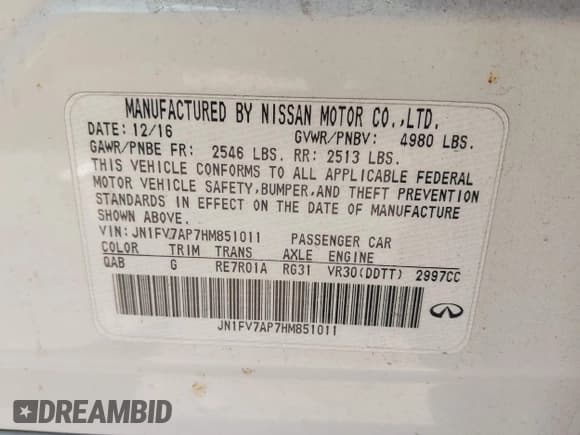 MANUFACTURED BY NISSAN MOTOR CO.,LTD.
DATE: 12/16 GVWR/PNBV: 4980 LBS.
GAWR/PNBE FR: 2546 LBS. RR: 2513 LBS.
THIS VEHICLE CONFORMS TO ALL APPLICABLE FEDERAL
MOTOR VEHICLE SAFETY,BUMPER,AND THEFT PREVENTION
STANDARDS IN EFFECT ON THE DATE OF MANUFACTURE
SHOWN ABOVE.
VIN: JN1FV7AP7HM851011 PASSENGER CAR
COLOR TRIM TRANS AXLE ENGINE
QAB G RE7R01A RG31 VR30(DDTT) 2997CC
JN1FV7AP7HM851011
DREAMBID